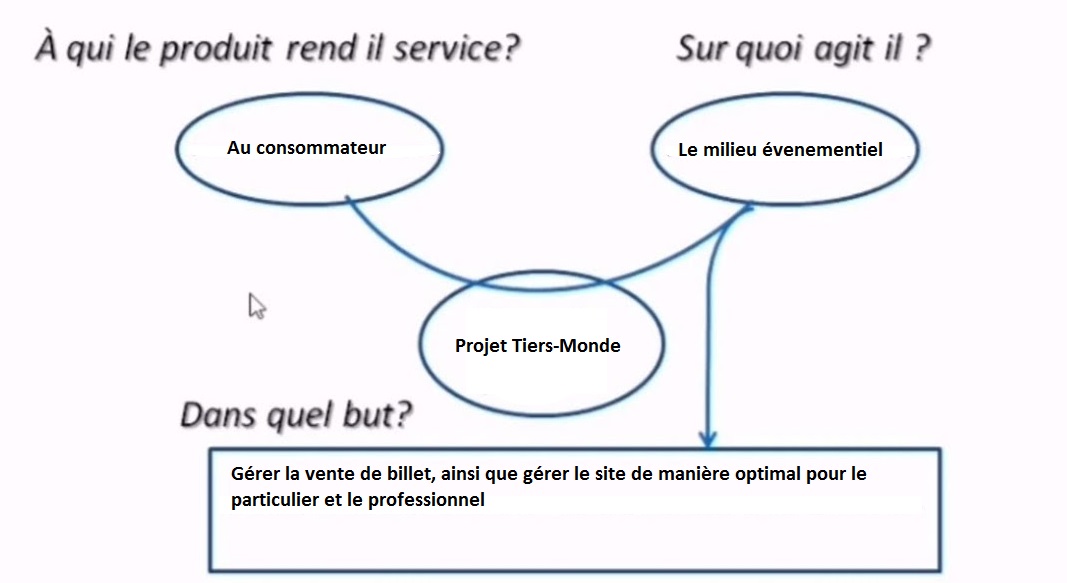 À qui le produit rend il service?
Sur quoi agit il ?
Au consommateur
Le milieu évenementiel
Projet Tiers-Monde
Dans quel but?
Gérer la vente de billet, ainsi que gérer le site de manière optimal pour le
particulier et le professionnel